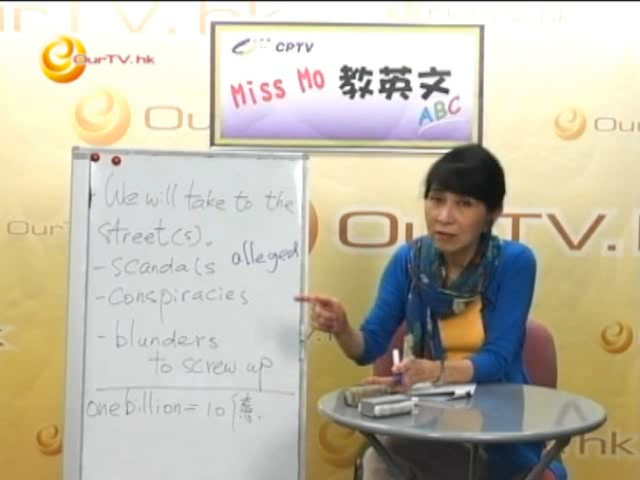 OurTV.hk
CPTV
Miss Mo 教英文
ABC
- We will take to the
street(s).
- scandals alleged
- Conspiracies
- blunders
to screw up
one billion = 10億.
OurTV.hk